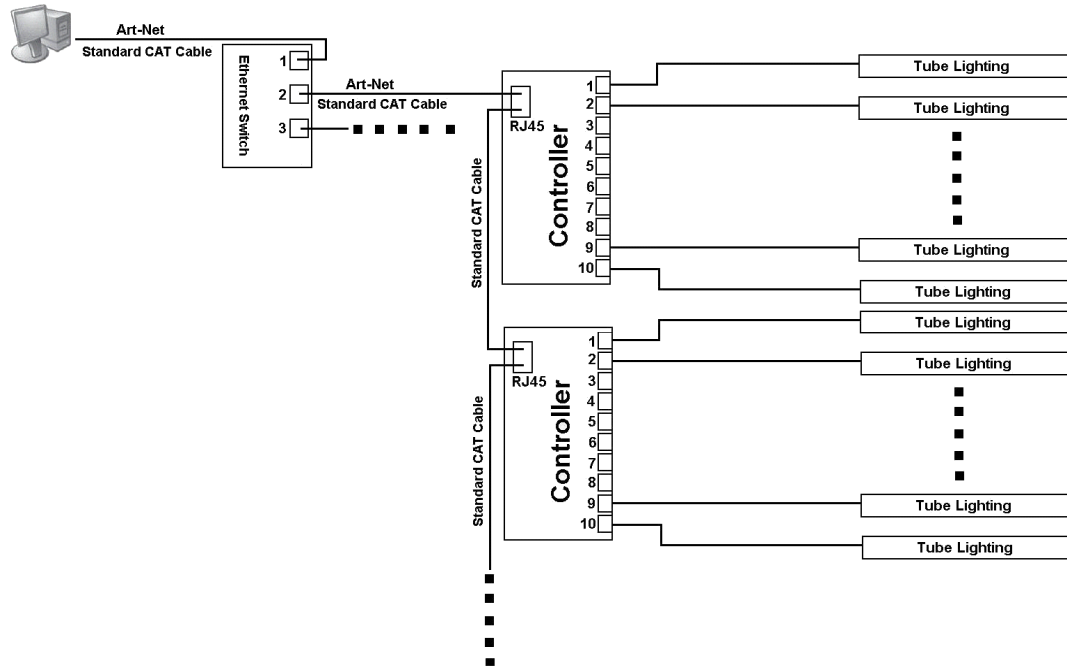 Art-Net
Standard CAT Cable
Ethernet Switch
1
2
3
Art-Net
Standard CAT Cable
RJ45
Controller
1
2
3
4
5
6
7
8
9
10
Tube Lighting
Tube Lighting
Tube Lighting
Tube Lighting
Standard CAT Cable
RJ45
Controller
1
2
3
4
5
6
7
8
9
10
Tube Lighting
Tube Lighting
Tube Lighting
Tube Lighting
Standard CAT Cable